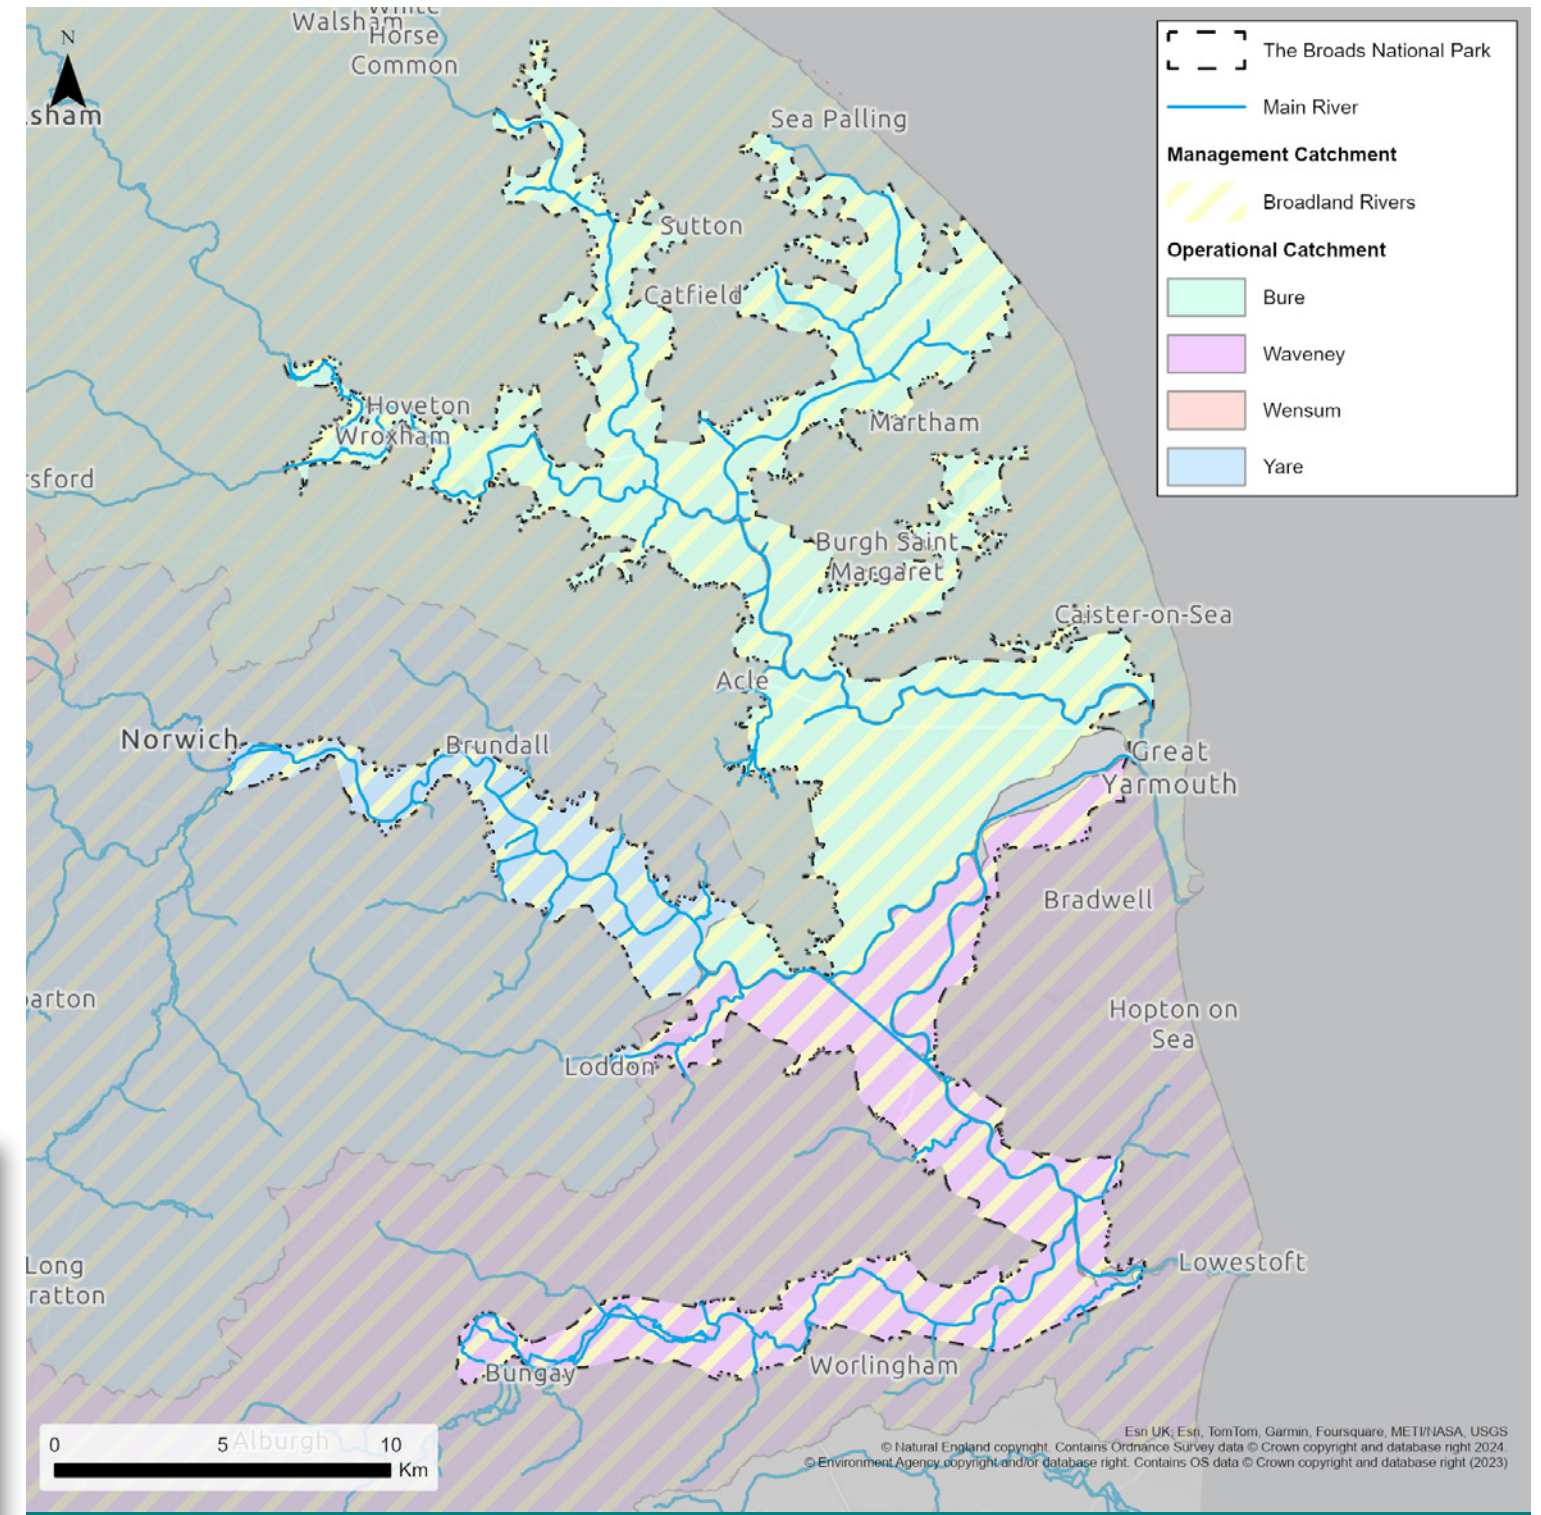 White
Walsham
Horse
Common
N
sham
Sea Palling
Sutton
Catfield
Hoveton
Wroxham
Martham
rsford
Burgh Saint
Margaret
Caister-on-Sea
Acle
Norwich
Brundall
Great
Yarmouth
Bradwell
arton
Hopton on
Sea
Loddon
Long
ratton
Lowestoft
Worlingham
Bungay
Alburgh
0 5 10
Km
The Broads National Park
Main River
Management Catchment
Broadland Rivers
Operational Catchment
Bure
Waveney
Wensum
Yare
Esri UK, Esri, TomTom, Garmin, Foursquare, METI/NASA, USGS
© Natural England copyright. Contains Ordnance Survey data © Crown copyright and database right 2024.
© Environment Agency copyright and/or database right. Contains OS data © Crown copyright and database right (2023)